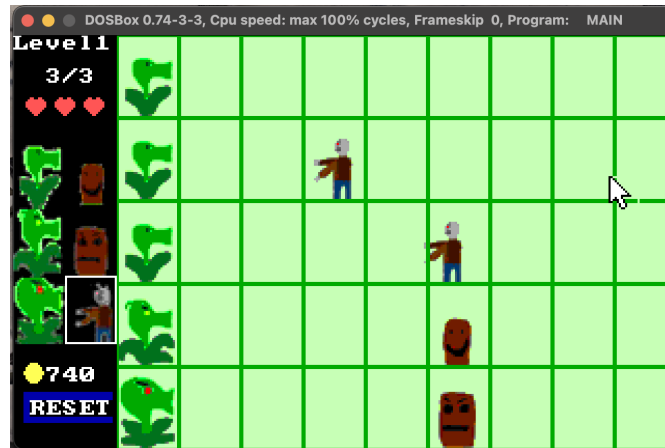 DOSBox 0.74-3-3, Cpu speed: max 100% cycles, Frameskip 0, Program: MAIN
Level1
3/3
740
RESET